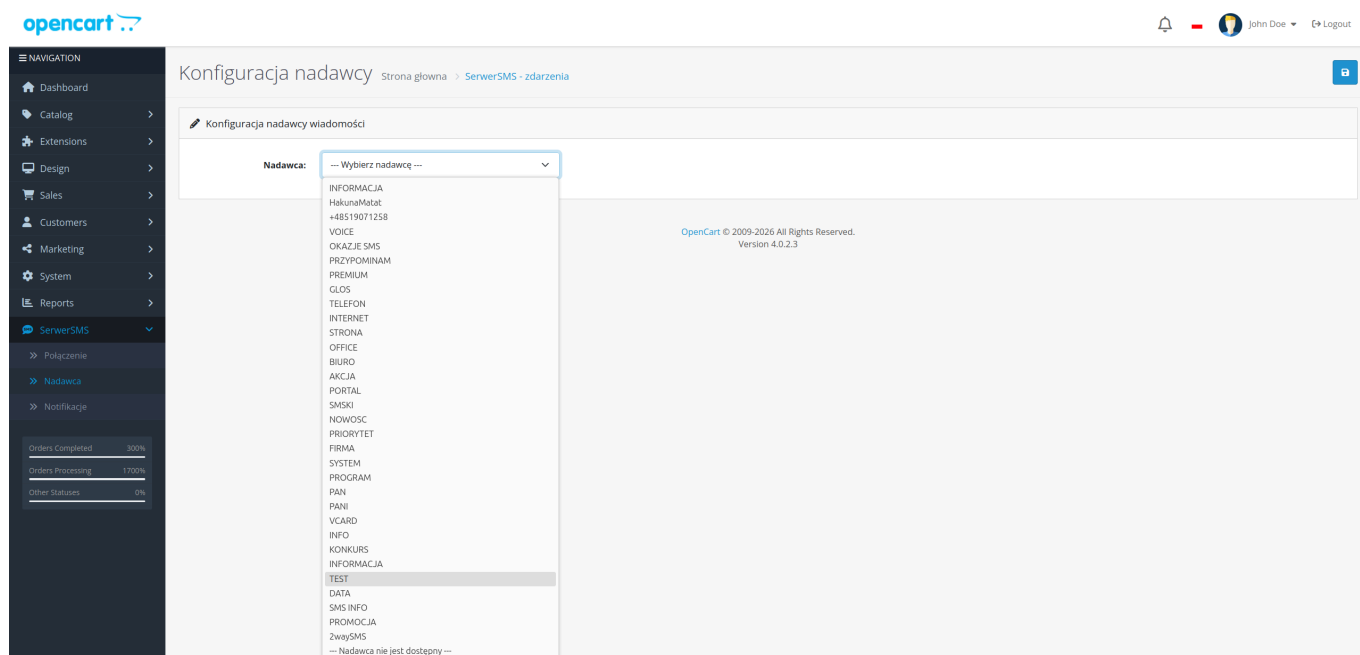 opencart
John Doe
Logout
NAVIGATION
Dashboard
Catalog
Extensions
Design
Sales
Customers
Marketing
System
Reports
SerwerSMS
Połączenie
Nadawca
Notifikacje
Orders Completed 300%
Orders Processing 1700%
Other Statuses 0%
Konfiguracja nadawcy Strona głowna > SerwerSMS - zdarzenia
Konfiguracja nadawcy wiadomości
Nadawca: --- Wybierz nadawcę ---
INFORMACJA
HakunaMatat
+48519071258
VOICE
OKAZJE SMS
PRZYPOMINAM
PREMIUM
GLOS
TELEFON
INTERNET
STRONA
OFFICE
BIURO
AKCJA
PORTAL
SMSKI
NOWOSC
PRIORYTET
FIRMA
SYSTEM
PROGRAM
PAN
PANI
VCARD
INFO
KONKURS
INFORMACJA
TEST
DATA
SMS INFO
PROMOCJA
2waySMS
--- Nadawca nie jest dostępny ---
OpenCart © 2009-2026 All Rights Reserved.
Version 4.0.2.3